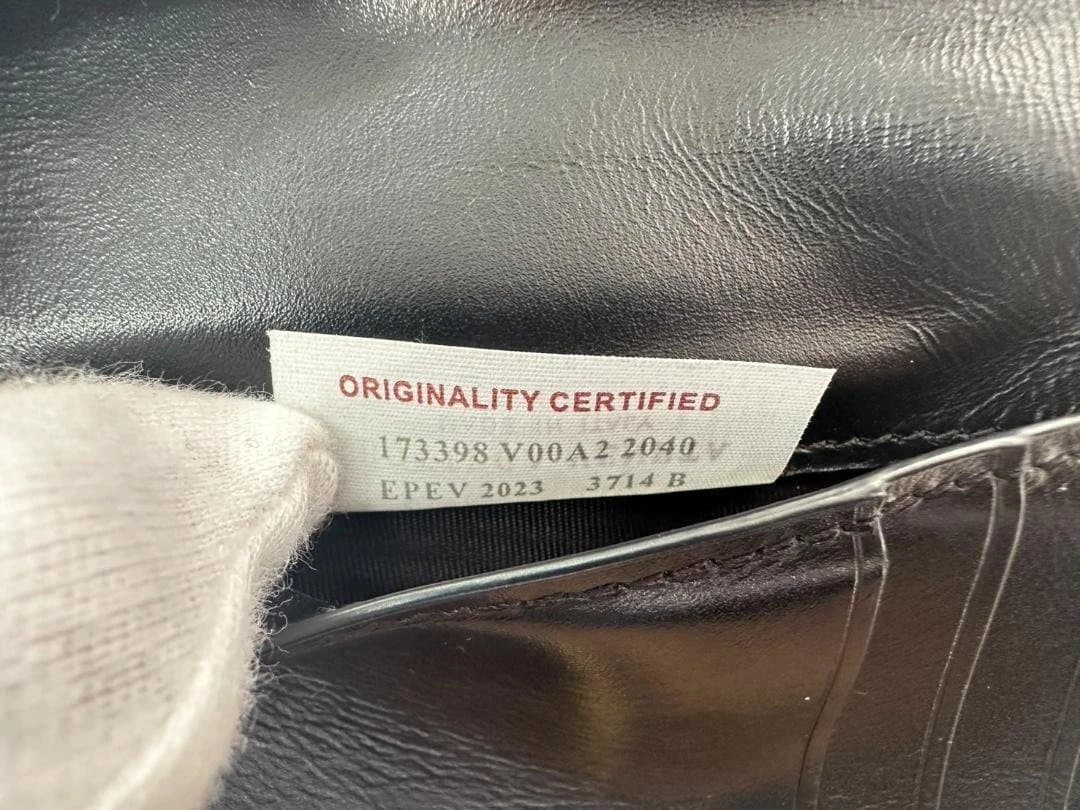 ORIGINALITY CERTIFIED
173398 V00A2 2040
EPEV 2023 3714 B